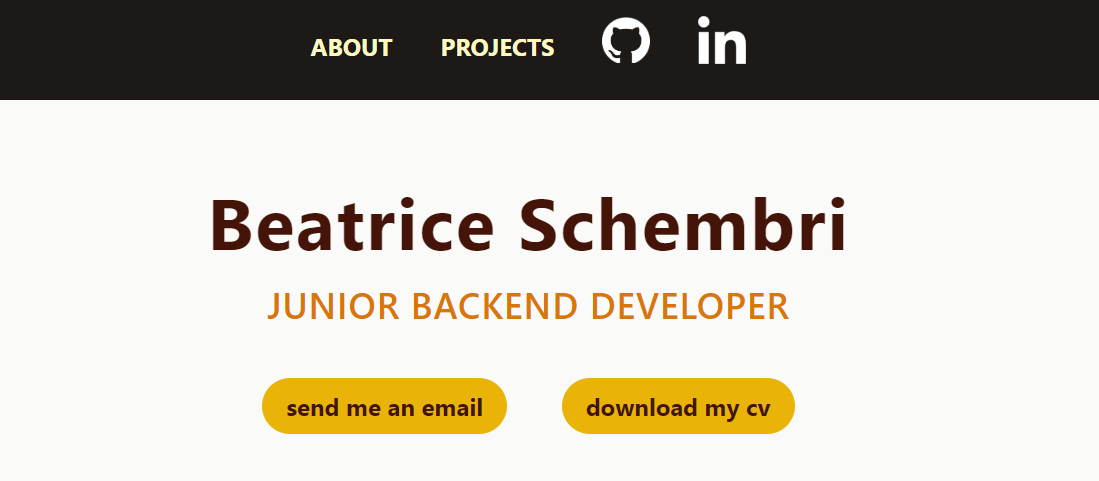 ABOUT PROJECTS in
Beatrice Schembri
JUNIOR BACKEND DEVELOPER
send me an email download my cv